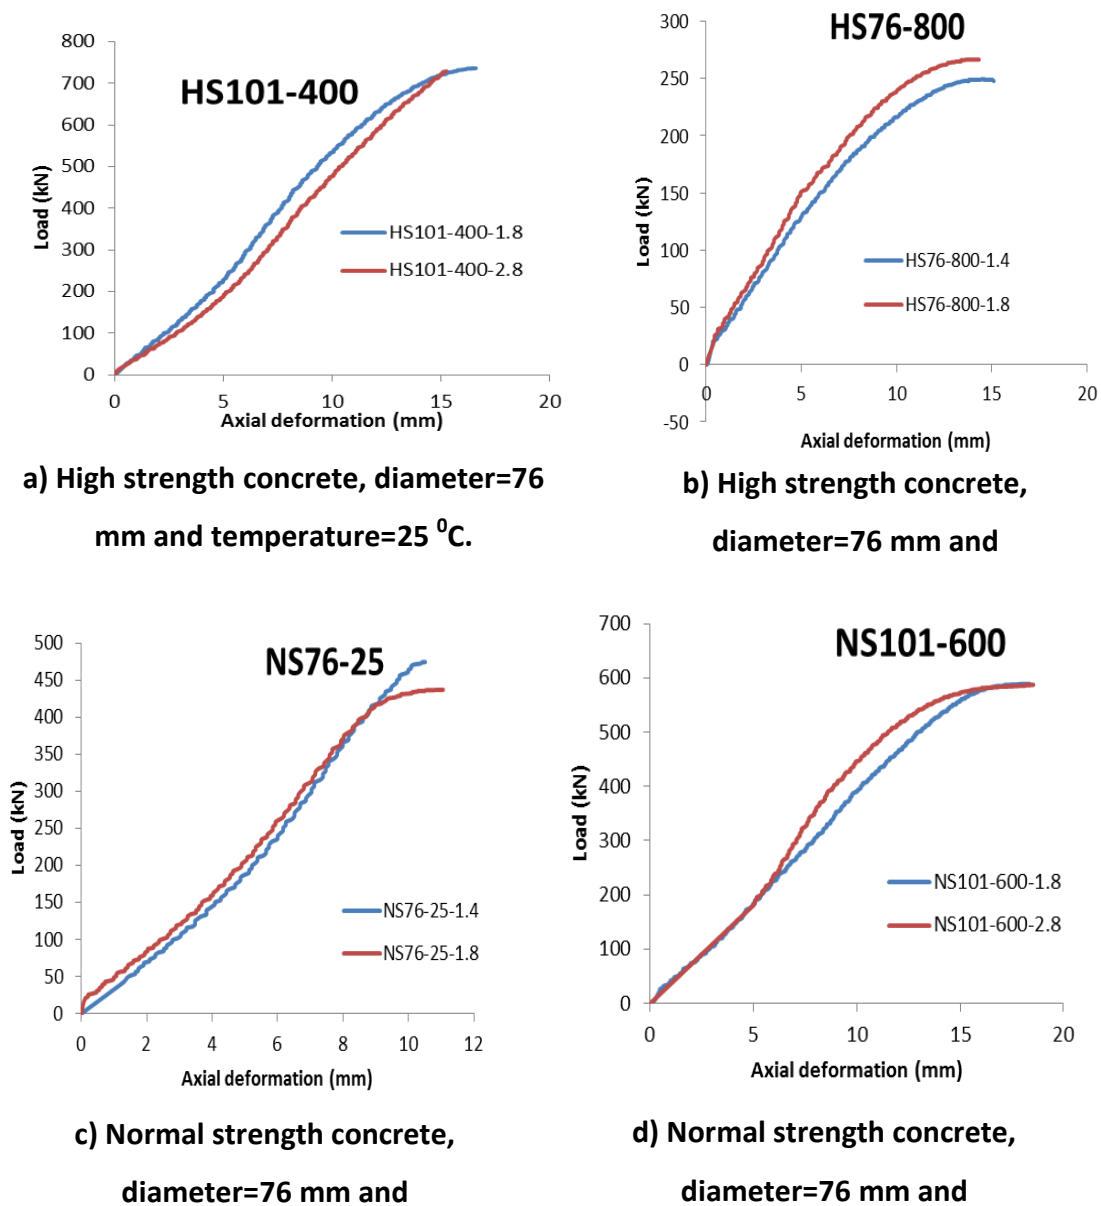 HS101-400
Load (kN)
800
700
600
500
400
300
200
100
0
HS101-400-1.8
HS101-400-2.8
0 5 10 15 20
Axial deformation (mm)
a) High strength concrete, diameter=76
mm and temperature=25 ⁰C.
HS76-800
Load (kN)
300
250
200
150
100
50
0
-50
HS76-800-1.4
HS76-800-1.8
0 5 10 15 20
Axial deformation (mm)
b) High strength concrete,
diameter=76 mm and
NS76-25
Load (kN)
500
450
400
350
300
250
200
150
100
50
0
NS76-25-1.4
NS76-25-1.8
0 2 4 6 8 10 12
Axial deformation (mm)
c) Normal strength concrete,
diameter=76 mm and
NS101-600
Load (kN)
700
600
500
400
300
200
100
0
NS101-600-1.8
NS101-600-2.8
0 5 10 15 20
Axial deformation (mm)
d) Normal strength concrete,
diameter=76 mm and